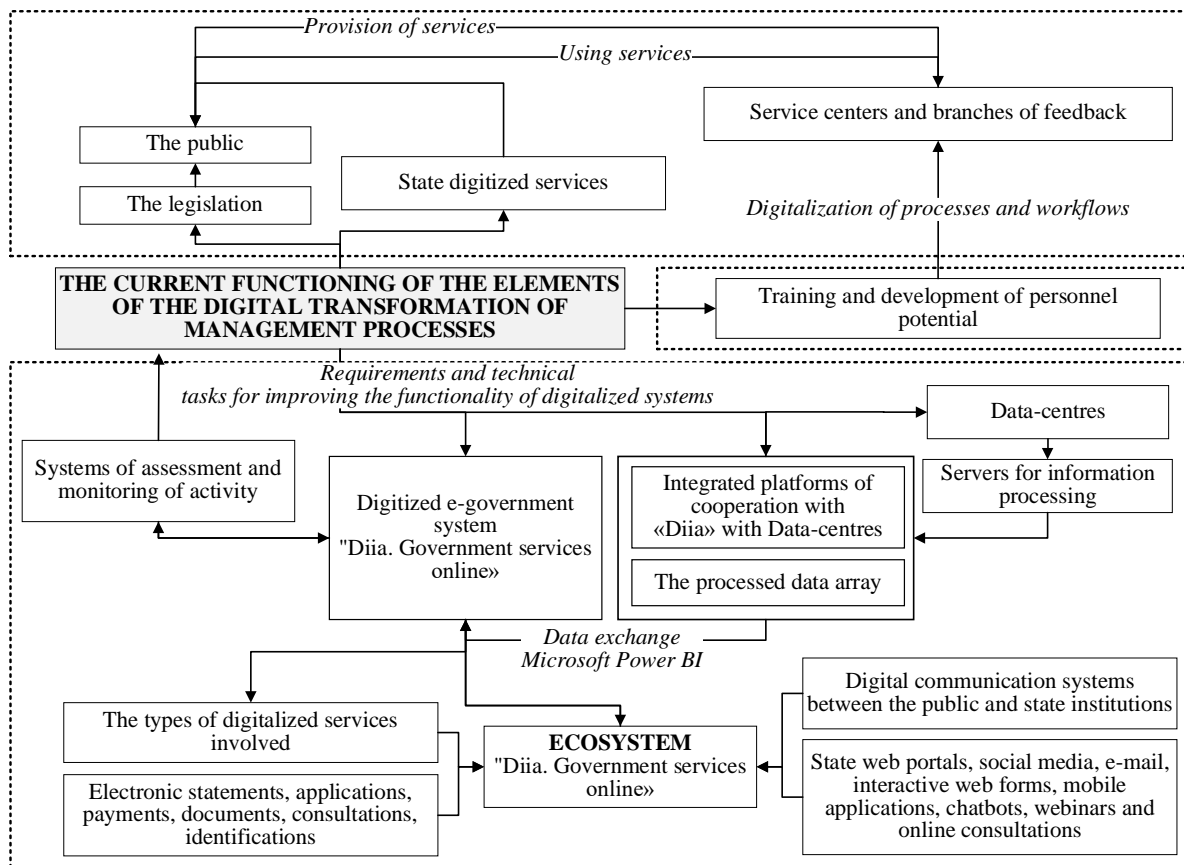 Provision of services
Using services
Service centers and branches of feedback
The public
State digitized services
The legislation
Digitalization of processes and workflows
THE CURRENT FUNCTIONING OF THE ELEMENTS
OF THE DIGITAL TRANSFORMATION OF
MANAGEMENT PROCESSES
Training and development of personnel
potential
Requirements and technical
tasks for improving the functionality of digitalized systems
Data-centres
Systems of assessment and
monitoring of activity
Digitized e-government
system
"Diia. Government services
online»
Integrated platforms of
cooperation with
«Diia» with Data-centres
The processed data array
Servers for information
processing
Data exchange
Microsoft Power BI
The types of digitalized services
involved
Electronic statements, applications,
payments, documents, consultations,
identifications
ECOSYSTEM
"Diia. Government services
online»
Digital communication systems
between the public and state institutions
State web portals, social media, e-mail,
interactive web forms, mobile
applications, chatbots, webinars and
online consultations